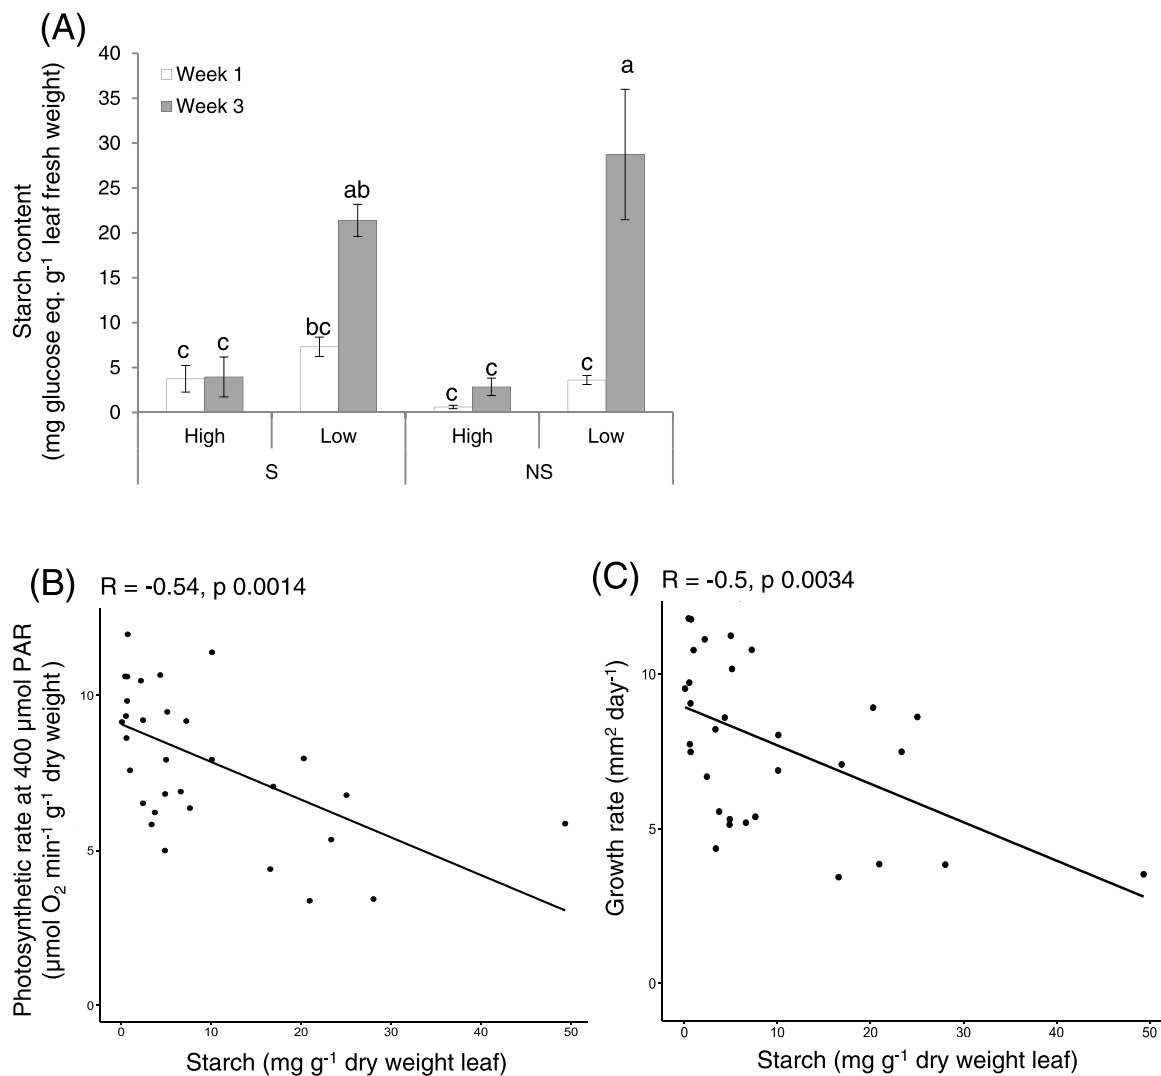 (A)
Starch content
(mg glucose eq. g-1 leaf fresh weight)
40
35
30
25
20
15
10
5
0
Week 1
Week 3
c
c
bc
ab
c
c
c
a
High
Low
High
Low
S
NS
(B)
R = -0.54, p 0.0014
Photosynthetic rate at 400 µmol PAR
(µmol O2 min-1 g-1 dry weight )
10
5
0
0
10
20
30
40
50
Starch (mg g-1 dry weight leaf)
(C)
R = -0.5, p 0.0034
Growth rate (mm2 day-1)
10
5
0
0
10
20
30
40
50
Starch (mg g-1 dry weight leaf)